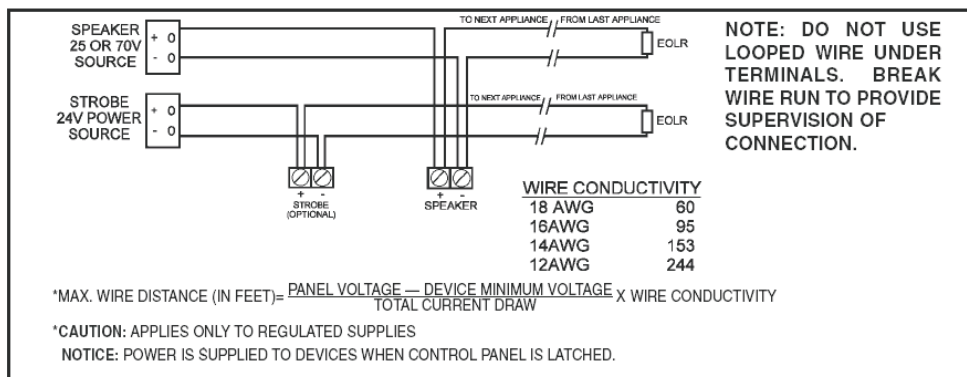 SPEAKER
25 OR 70V
SOURCE
+ 0
- 0
TO NEXT APPLIANCE
FROM LAST APPLIANCE
EOLR
STROBE
24V POWER
SOURCE
+ 0
- 0
TO NEXT APPLIANCE
FROM LAST APPLIANCE
EOLR
+ -
STROBE
(OPTIONAL)
+ -
SPEAKER
NOTE: DO NOT USE
LOOPED WIRE UNDER
TERMINALS. BREAK
WIRE RUN TO PROVIDE
SUPERVISION OF
CONNECTION.
WIRE CONDUCTIVITY
18 AWG 60
16AWG 95
14AWG 153
12AWG 244
*MAX. WIRE DISTANCE (IN FEET)= PANEL VOLTAGE — DEVICE MINIMUM VOLTAGE X WIRE CONDUCTIVITY
TOTAL CURRENT DRAW
*CAUTION: APPLIES ONLY TO REGULATED SUPPLIES
NOTICE: POWER IS SUPPLIED TO DEVICES WHEN CONTROL PANEL IS LATCHED.